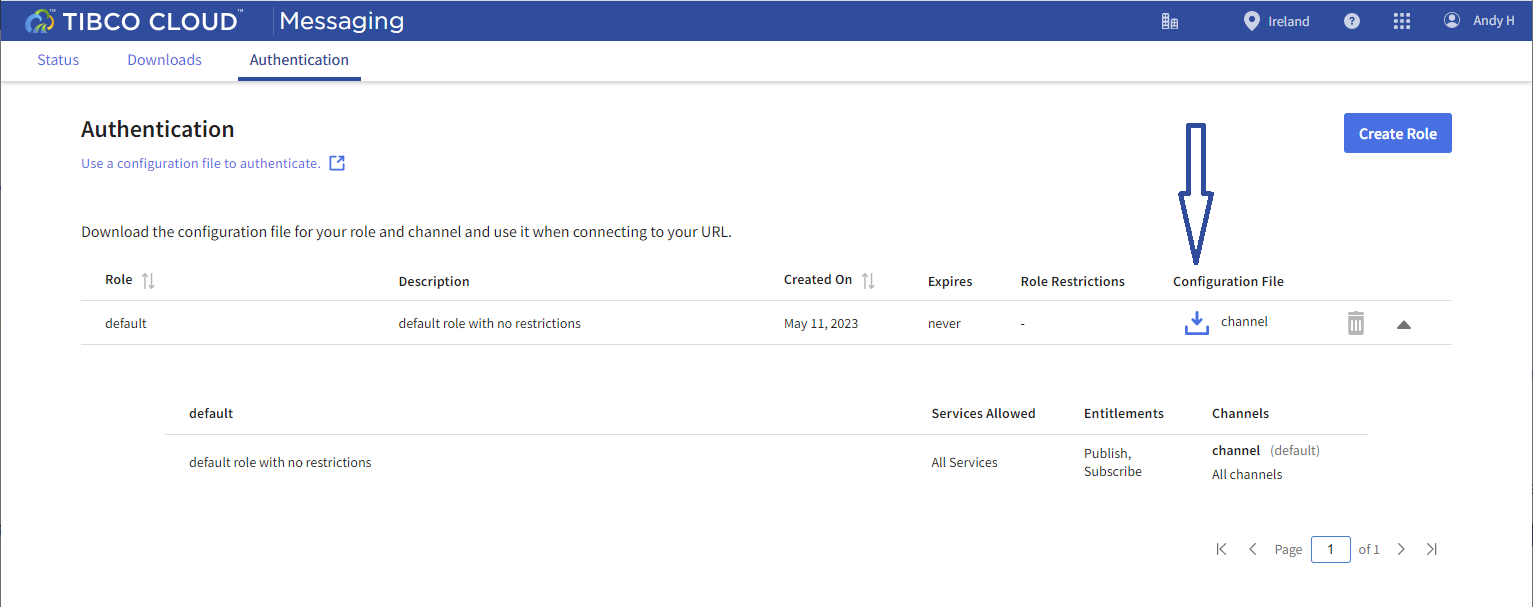 TIBCO CLOUD™ Messaging
Ireland ? Andy H
Status Downloads Authentication
Authentication
Create Role
Use a configuration file to authenticate.
Download the configuration file for your role and channel and use it when connecting to your URL.
Role Description Created On Expires Role Restrictions Configuration File
default default role with no restrictions May 11, 2023 never - channel
default Services Allowed Entitlements Channels
default role with no restrictions All Services Publish, Subscribe channel (default)
All channels
Page 1 of 1